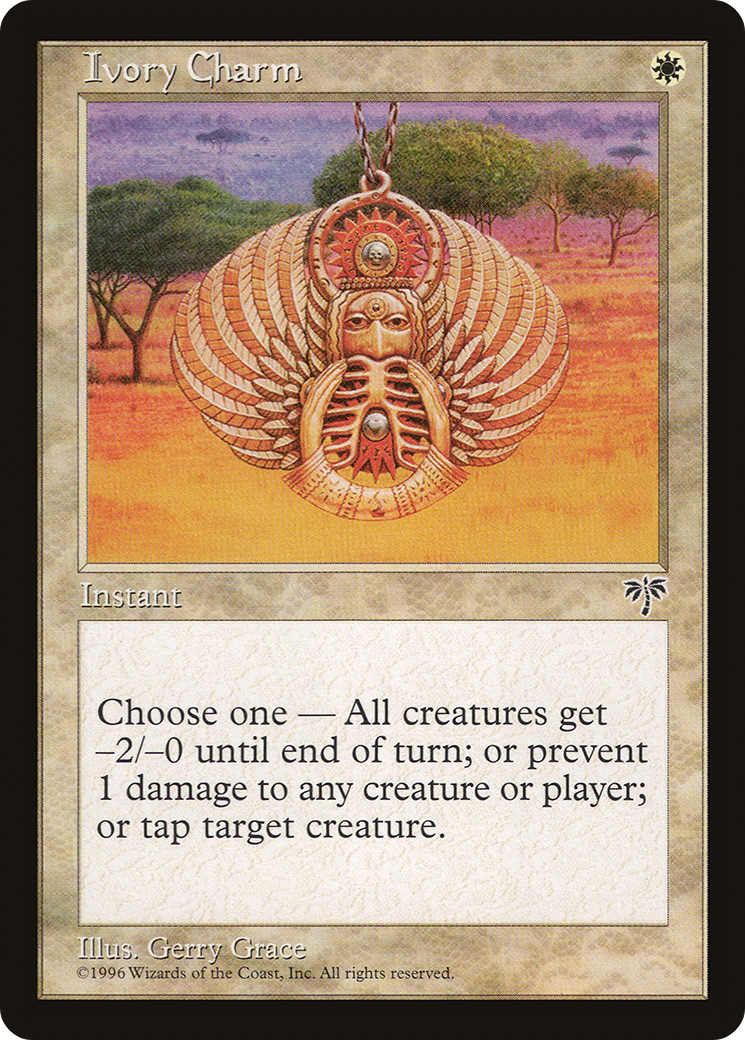 Ivory Charm
Instant
Choose one — All creatures get
–2/–0 until end of turn; or prevent
1 damage to any creature or player;
or tap target creature.
Illus. Gerry Grace
©1996 Wizards of the Coast, Inc. All rights reserved.